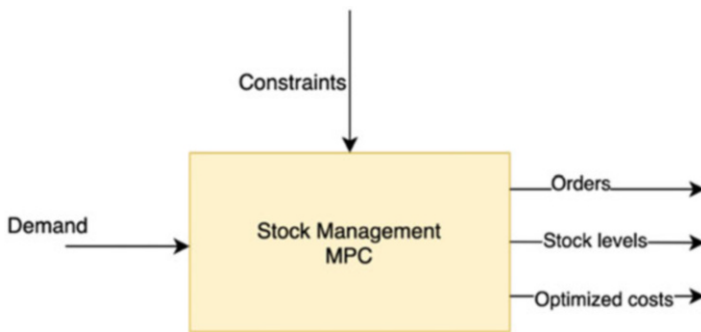 Constraints
Demand
Stock Management
MPC
Orders
Stock levels
Optimized costs